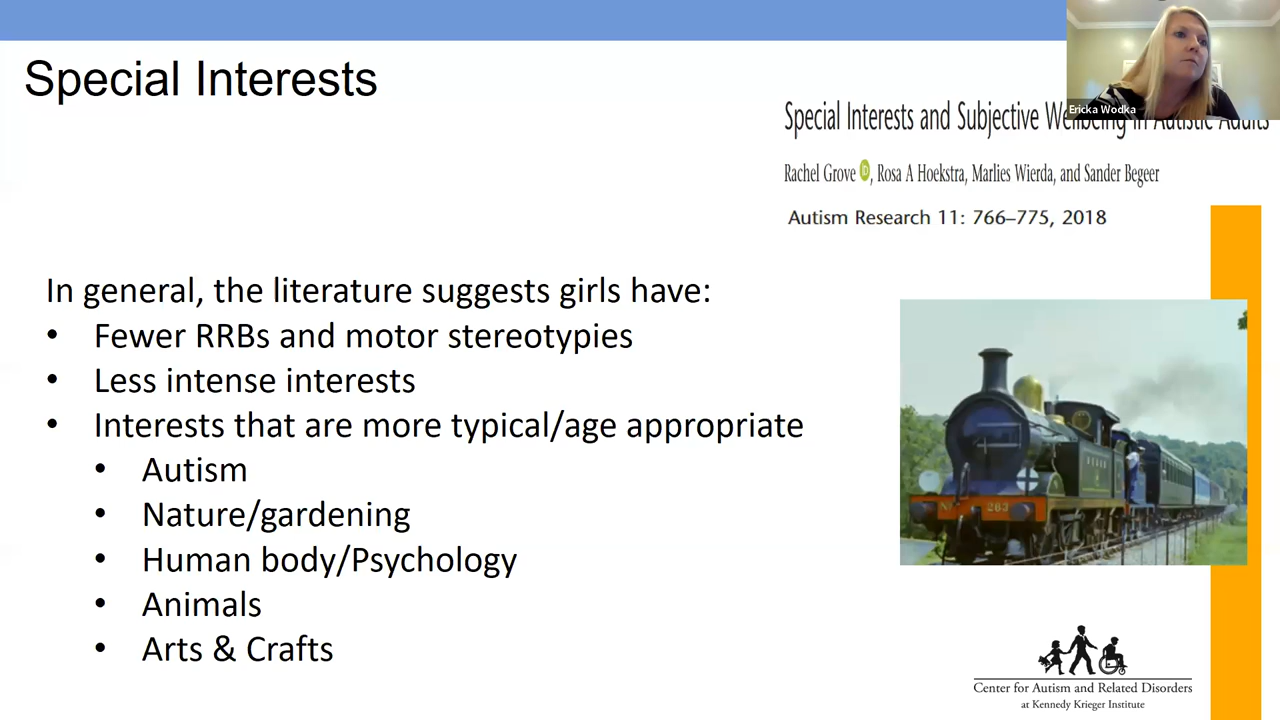 Special Interests
Ericka Wodka
Special Interests and Subjective Wellbeing in Autistic Adults
Rachel Grove iD, Rosa A Hoekstra, Marlies Wierda, and Sander Begeer
Autism Research 11: 766–775, 2018
In general, the literature suggests girls have:
• Fewer RRBs and motor stereotypies
• Less intense interests
• Interests that are more typical/age appropriate
• Autism
• Nature/gardening
• Human body/Psychology
• Animals
• Arts & Crafts
263
Center for Autism and Related Disorders
at Kennedy Krieger Institute